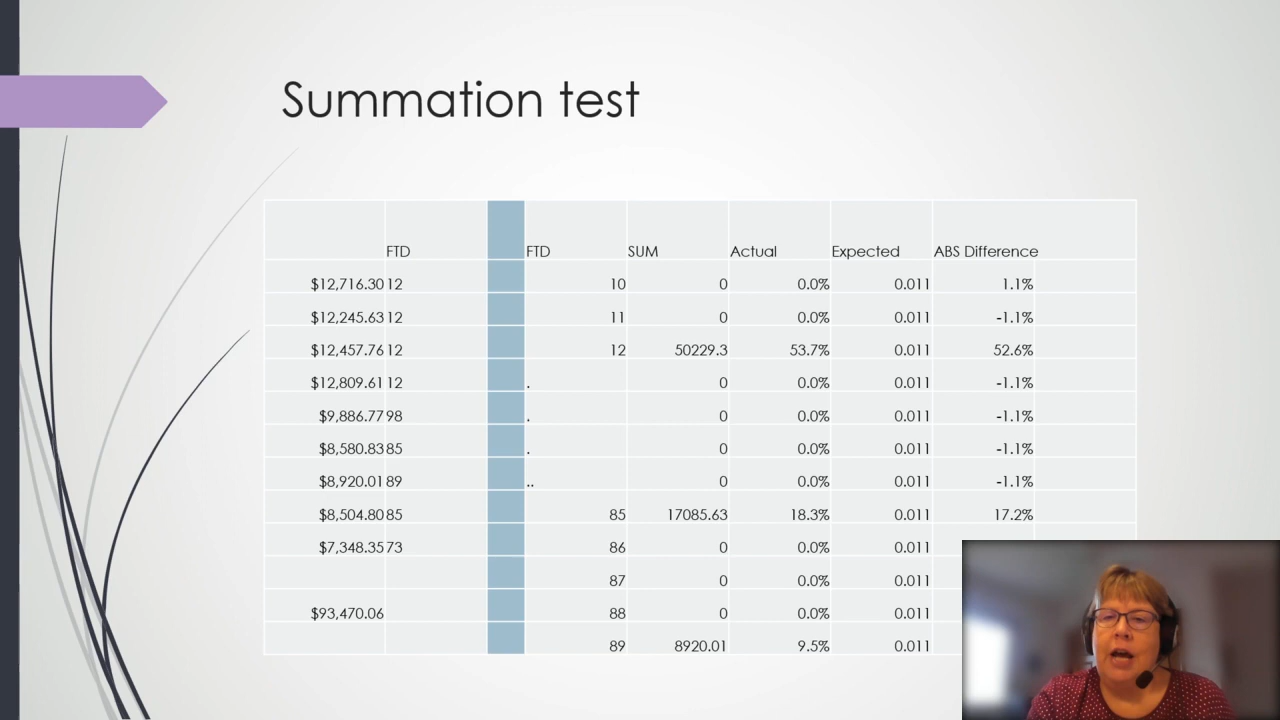 Summation test
FTD FTD SUM Actual Expected ABS Difference
$12,716.30 12 10 0 0.0% 0.011 1.1%
$12,245.63 12 11 0 0.0% 0.011 -1.1%
$12,457.76 12 12 50229.3 53.7% 0.011 52.6%
$12,809.61 12 . 0 0.0% 0.011 -1.1%
$9,886.77 98 . 0 0.0% 0.011 -1.1%
$8,580.83 85 . 0 0.0% 0.011 -1.1%
$8,920.01 89 .. 0 0.0% 0.011 -1.1%
$8,504.80 85 85 17085.63 18.3% 0.011 17.2%
$7,348.35 73 86 0 0.0% 0.011
87 0 0.0% 0.011
$93,470.06 88 0 0.0% 0.011
89 8920.01 9.5% 0.011